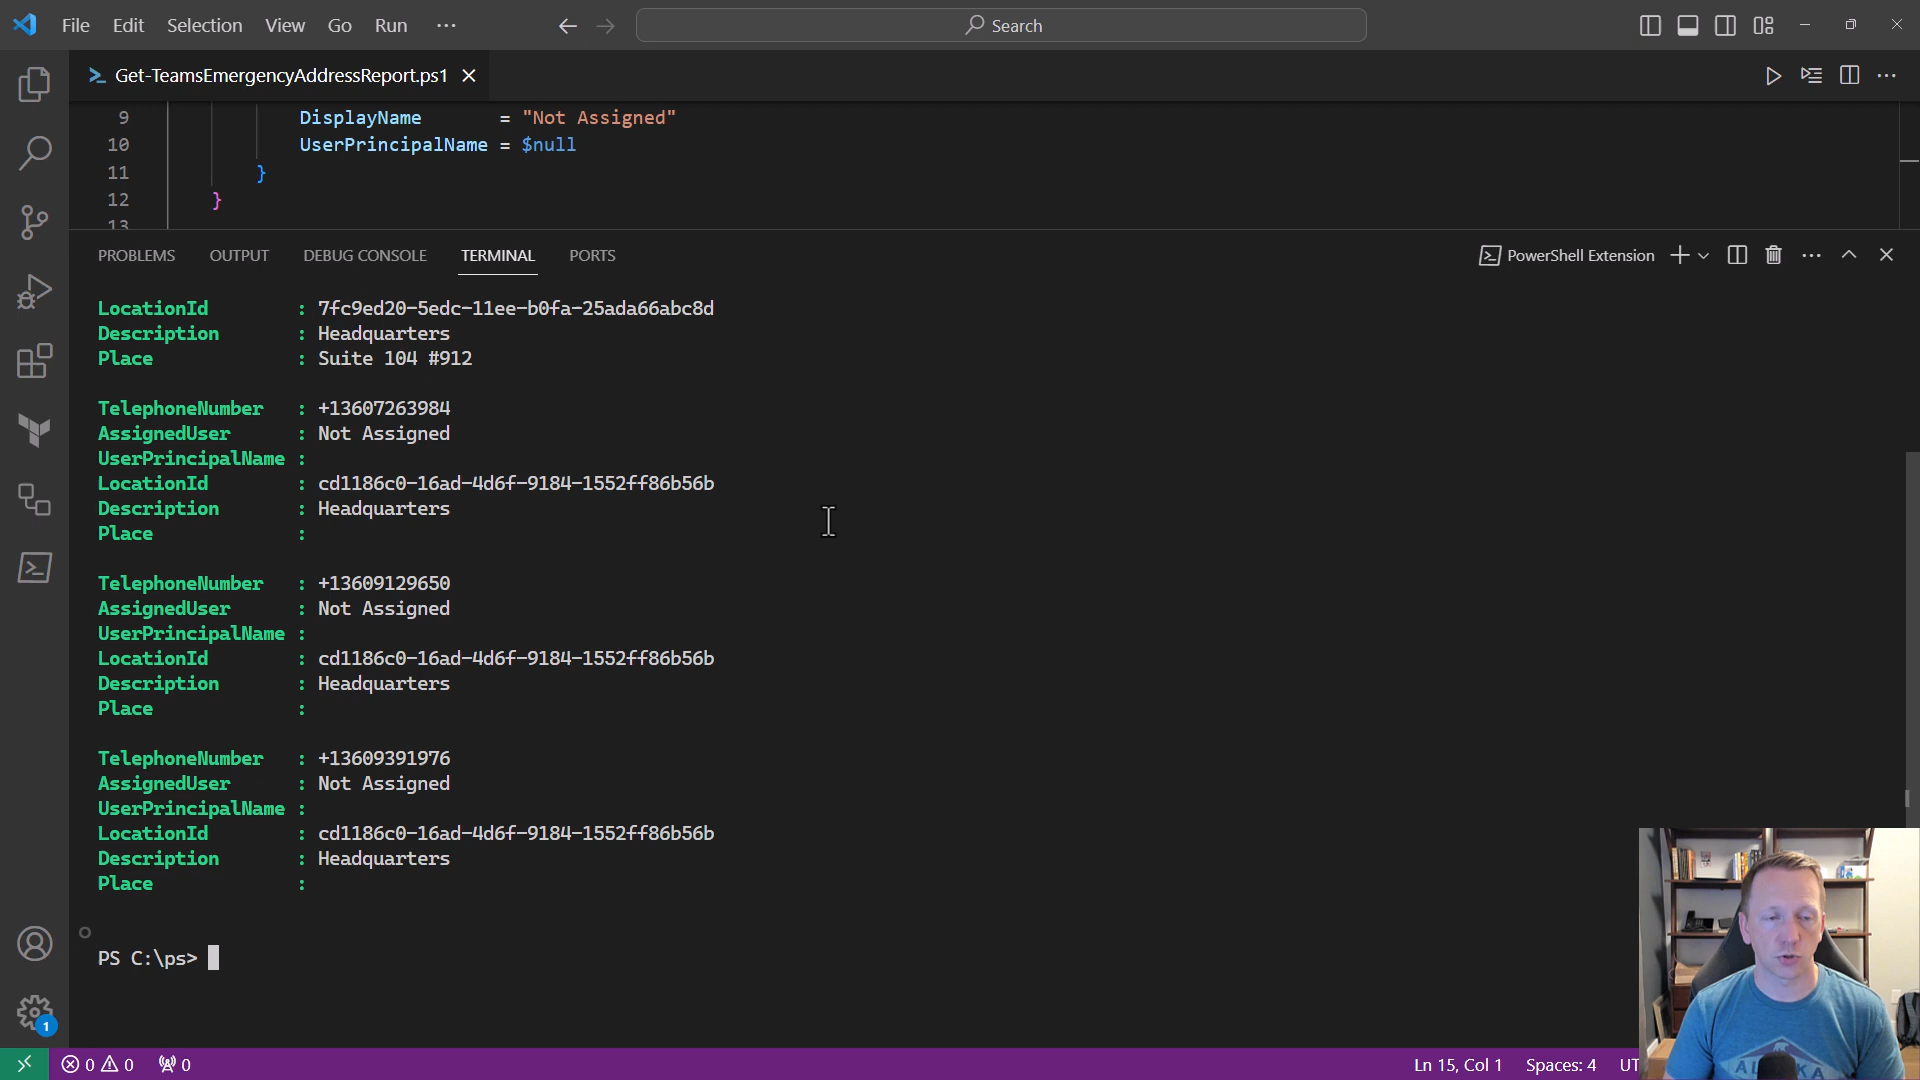 File Edit Selection View Go Run ···
Search
Get-TeamsEmergencyAddressReport.ps1
9 DisplayName = "Not Assigned"
10 UserPrincipalName = $null
11 }
12 }
13
PROBLEMS OUTPUT DEBUG CONSOLE TERMINAL PORTS
PowerShell Extension
LocationId : 7fc9ed20-5edc-11ee-b0fa-25ada66abc8d
Description : Headquarters
Place : Suite 104 #912
TelephoneNumber : +13607263984
AssignedUser : Not Assigned
UserPrincipalName :
LocationId : cd1186c0-16ad-4d6f-9184-1552ff86b56b
Description : Headquarters
Place :
TelephoneNumber : +13609129650
AssignedUser : Not Assigned
UserPrincipalName :
LocationId : cd1186c0-16ad-4d6f-9184-1552ff86b56b
Description : Headquarters
Place :
TelephoneNumber : +13609391976
AssignedUser : Not Assigned
UserPrincipalName :
LocationId : cd1186c0-16ad-4d6f-9184-1552ff86b56b
Description : Headquarters
Place :
PS C:\ps>
1
0 0 0
Ln 15, Col 1 Spaces: 4 UT